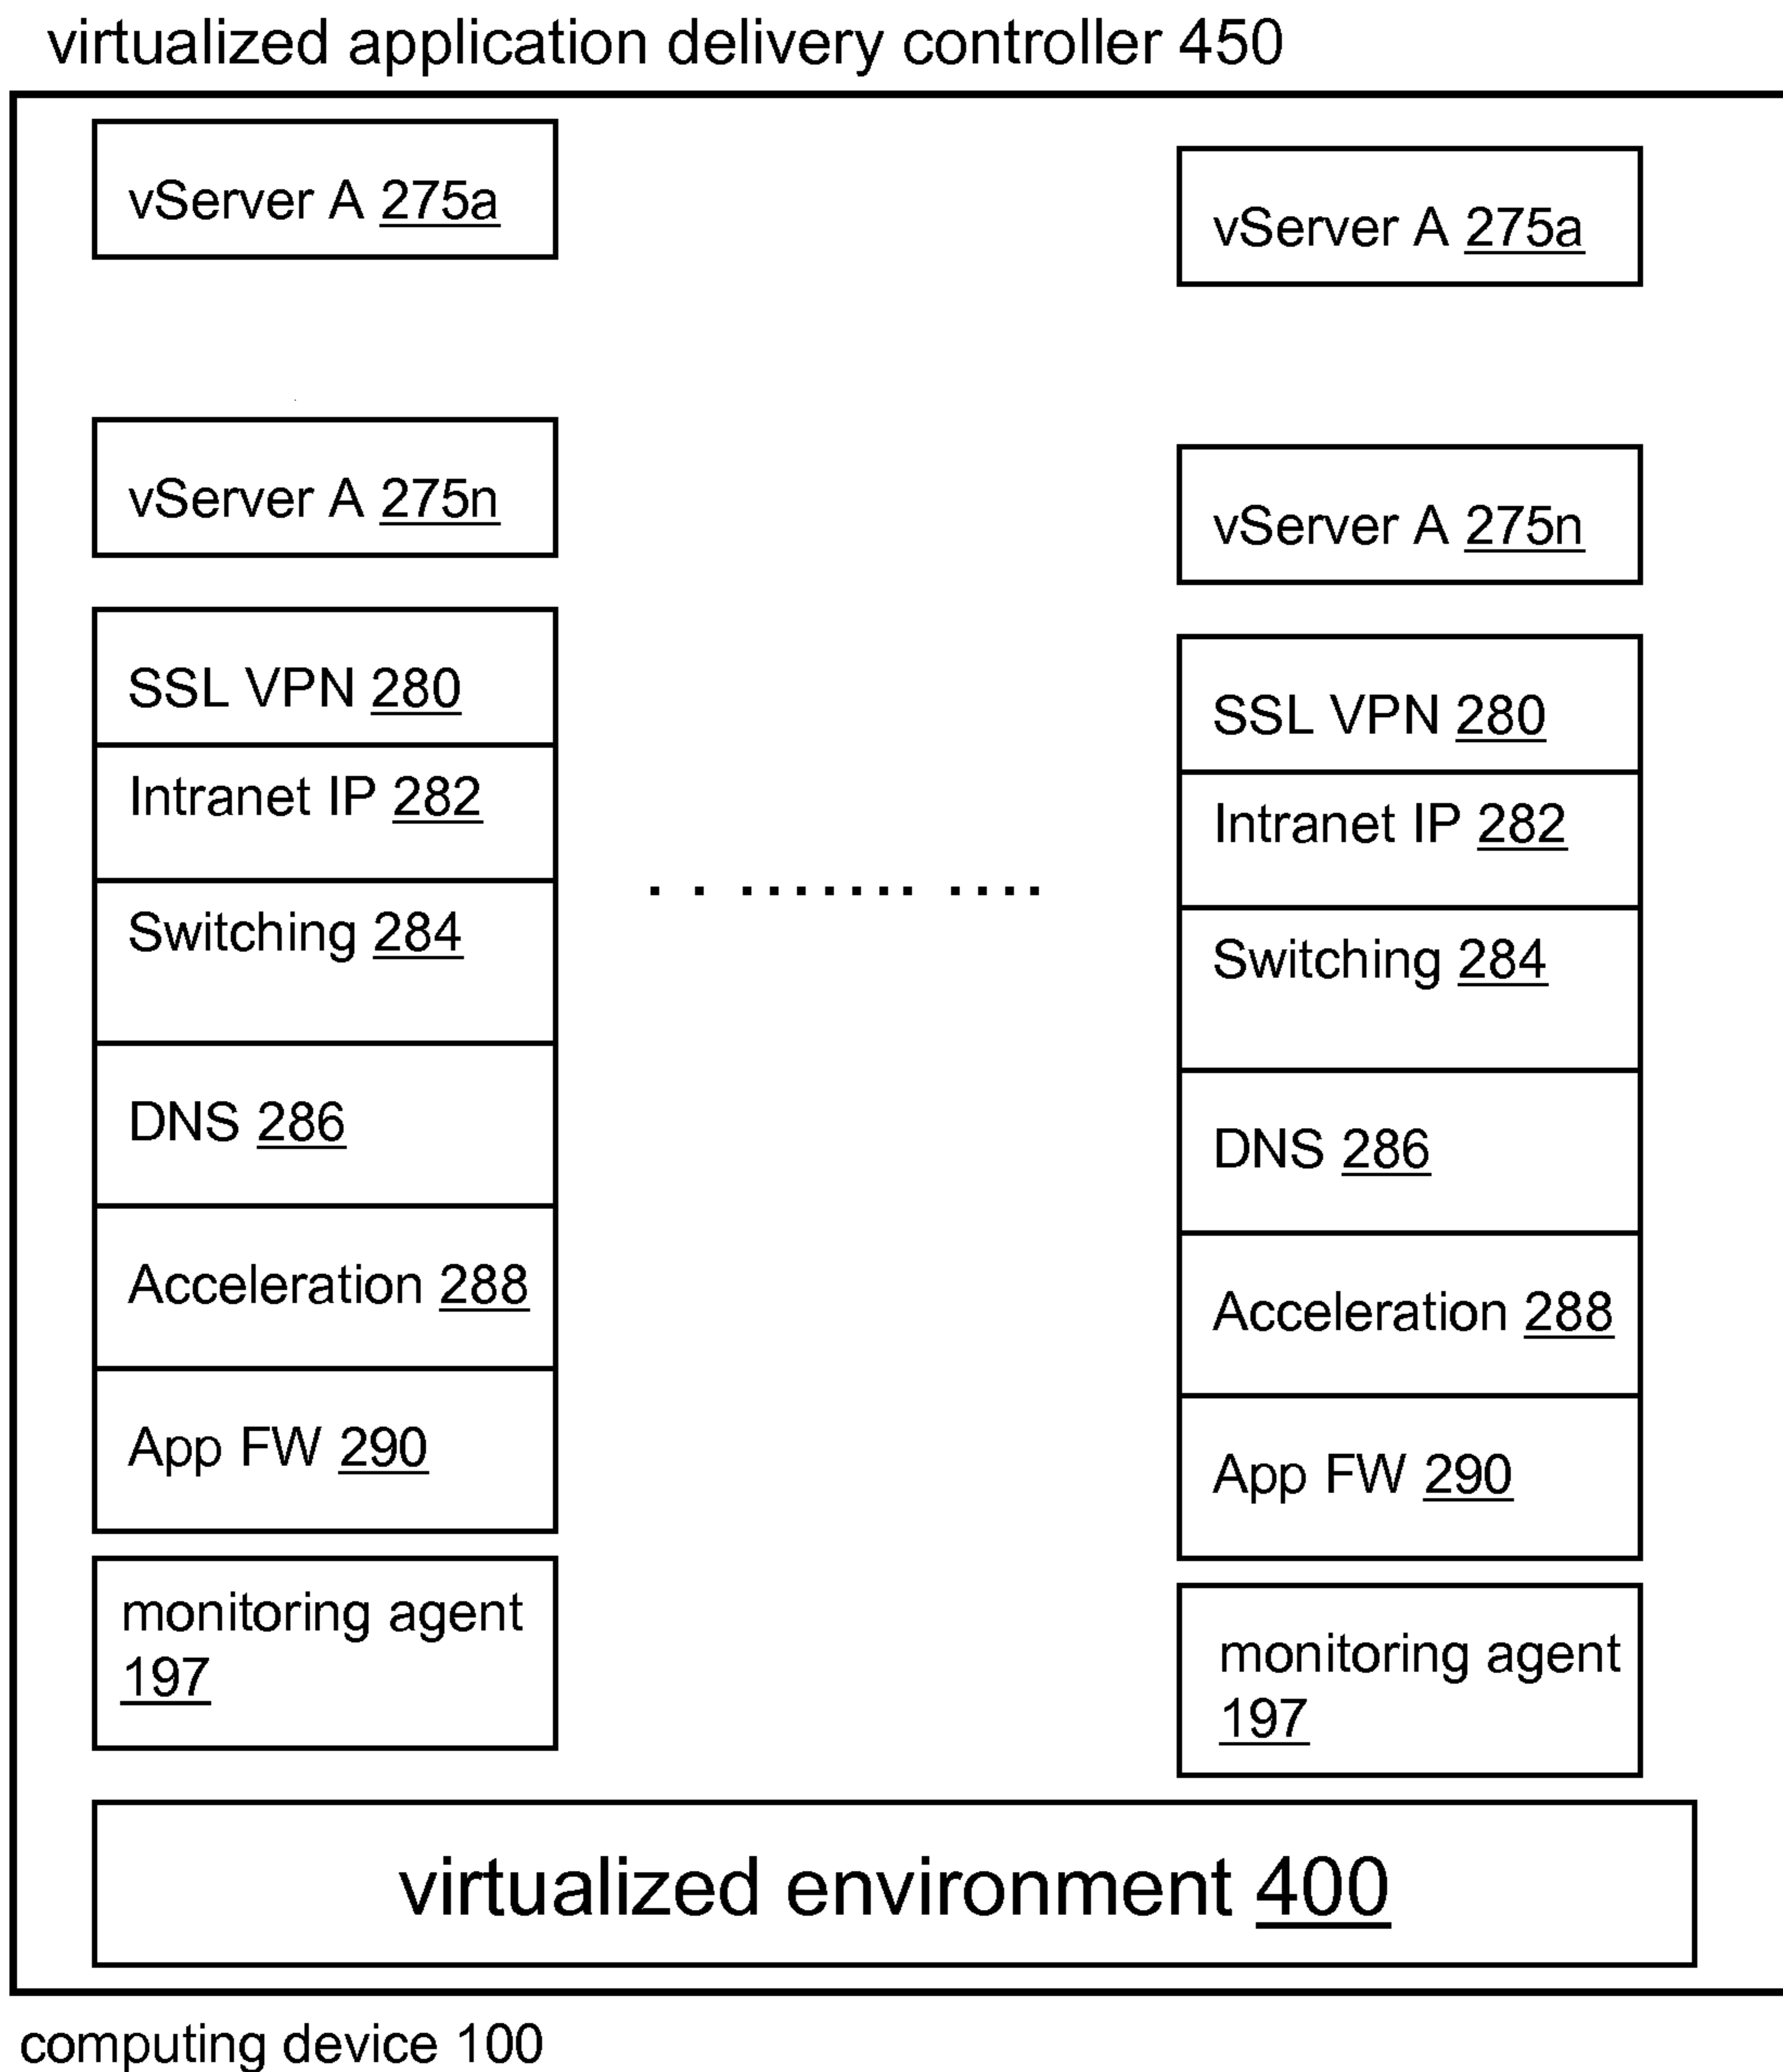 virtualized application delivery controller 450
vServer A 275a
vServer A 275n
SSL VPN 280
Intranet IP 282
Switching 284
DNS 286
Acceleration 288
App FW 290
monitoring agent
197
. . ....... ....
vServer A 275a
vServer A 275n
SSL VPN 280
Intranet IP 282
Switching 284
DNS 286
Acceleration 288
App FW 290
monitoring agent
197
virtualized environment 400
computing device 100